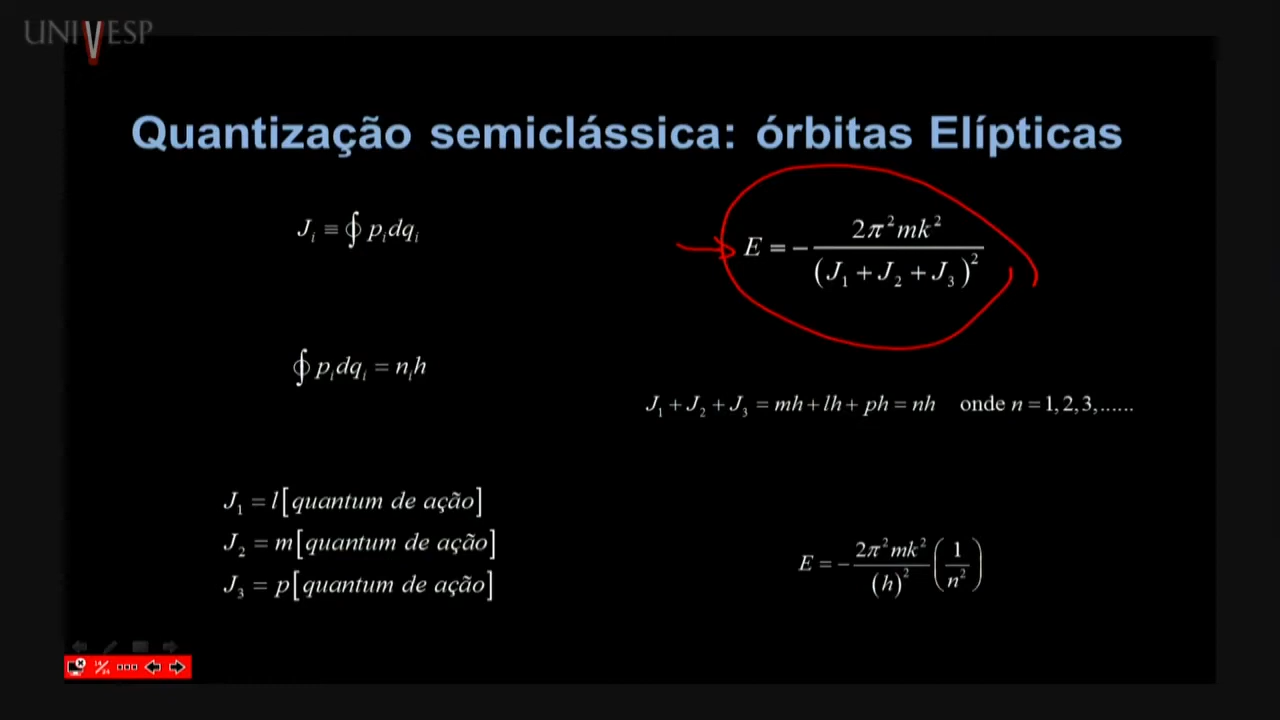 UNIVESP
Quantização semiclássica: órbitas Elípticas
J_i ≡ ∮ p_i dq_i
E = − 2π²mk² / (J₁ + J₂ + J₃)²
∮ p_i dq_i = n_i h
J₁ + J₂ + J₃ = mh + lh + ph = nh onde n = 1, 2, 3,......
J₁ = l[quantum de ação]
J₂ = m[quantum de ação]
J₃ = p[quantum de ação]
E = − 2π²mk² / (h)² (1 / n²)